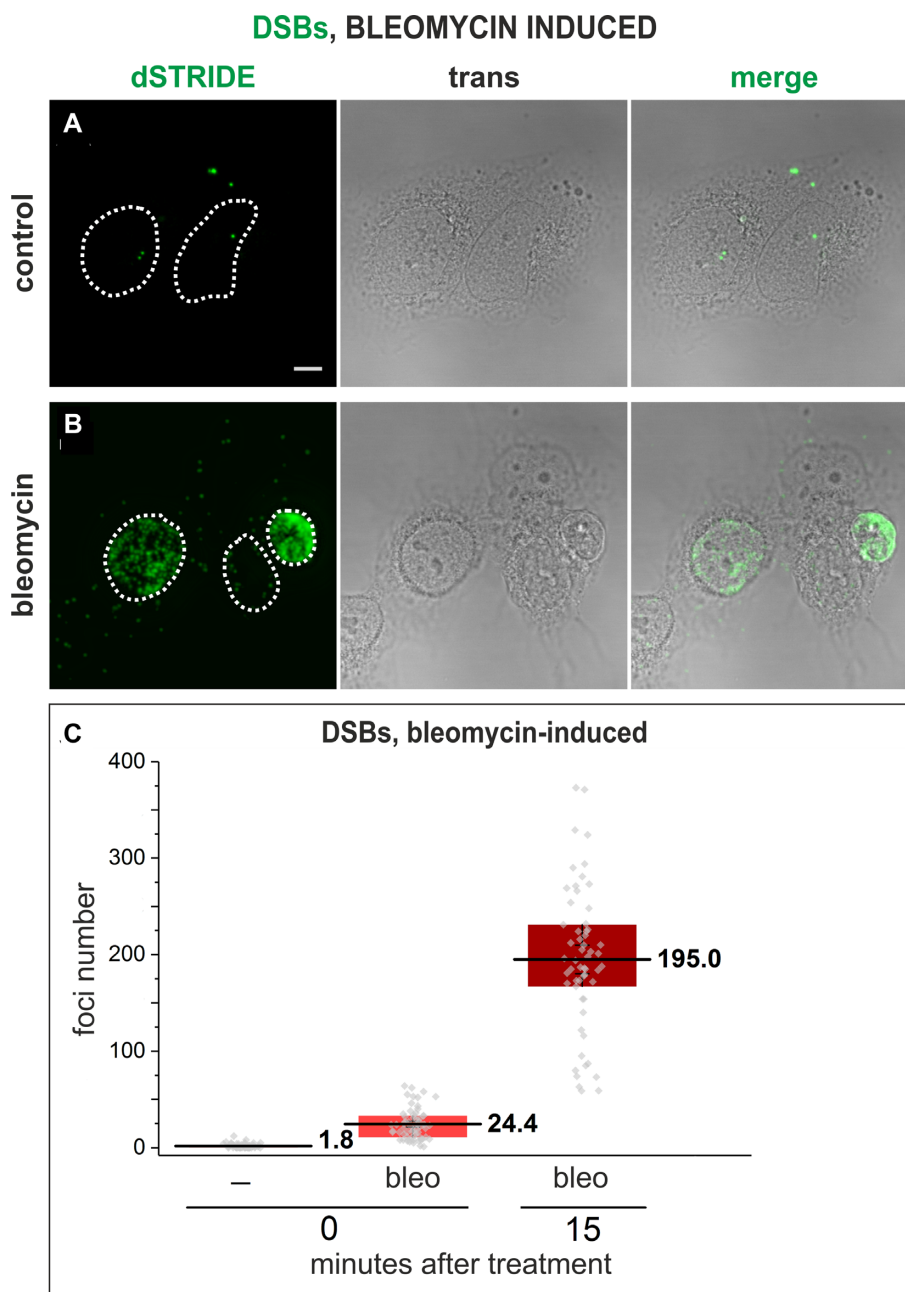 DSBs, BLEOMYCIN INDUCED
dSTRIDE trans merge
A
control
B
bleomycin
C
DSBs, bleomycin-induced
400
300
200
100
0
foci number
1.8
24.4
195.0
– bleo bleo
0 15
minutes after treatment